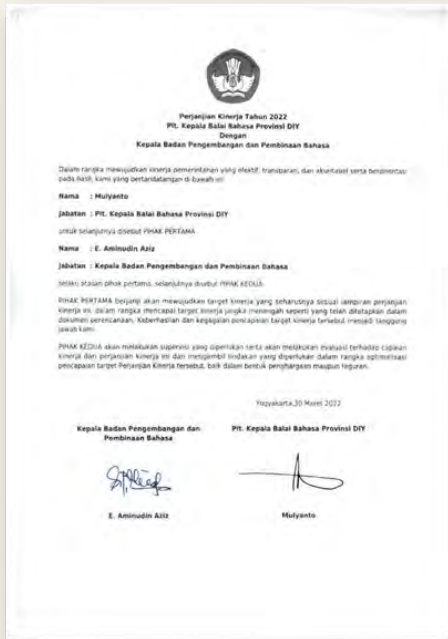 Perjanjian Kinerja Tahun 2022
Plt. Kepala Balai Bahasa Provinsi DIY
Dengan
Kepala Badan Pengembangan dan Pembinaan Bahasa
Dalam rangka mewujudkan kinerja pemerintahan yang efektif, transparan, dan akuntabel serta berorientasi
pada hasil, kami yang bertandatangan di bawah ini:
Nama : Mulyanto
Jabatan : Plt. Kepala Balai Bahasa Provinsi DIY
untuk selanjutnya disebut PIHAK PERTAMA
Nama : E. Aminudin Aziz
Jabatan : Kepala Badan Pengembangan dan Pembinaan Bahasa
selaku atasan pihak pertama, selanjutnya disebut PIHAK KEDUA
PIHAK PERTAMA berjanji akan mewujudkan target kinerja yang seharusnya sesuai lampiran perjanjian
kinerja ini, dalam rangka mencapai target kinerja jangka menengah seperti yang telah ditetapkan dalam
dokumen perencanaan. Keberhasilan dan kegagalan pencapaian target kinerja tersebut menjadi tanggung
jawab kami.
PIHAK KEDUA akan melakukan supervisi yang diperlukan serta akan melakukan evaluasi terhadap capaian
kinerja dari perjanjian kinerja ini dan mengambil tindakan yang diperlukan dalam rangka optimalisasi
pencapaian target Perjanjian Kinerja tersebut, baik dalam bentuk penghargaan maupun teguran.
Yogyakarta,30 Maret 2022
Kepala Badan Pengembangan dan
Pembinaan Bahasa
Plt. Kepala Balai Bahasa Provinsi DIY
E. Aminudin Aziz
Mulyanto